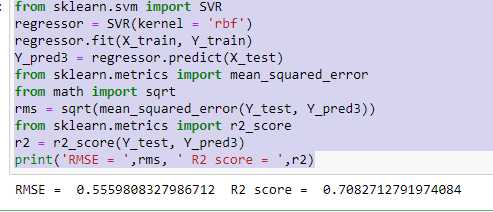 from sklearn.svm import SVR
regressor = SVR(kernel = 'rbf')
regressor.fit(X_train, Y_train)
Y_pred3 = regressor.predict(X_test)
from sklearn.metrics import mean_squared_error
from math import sqrt
rms = sqrt(mean_squared_error(Y_test, Y_pred3))
from sklearn.metrics import r2_score
r2 = r2_score(Y_test, Y_pred3)
print('RMSE = ',rms, ' R2 score = ',r2)
RMSE =  0.5559808327986712  R2 score =  0.7082712791974084